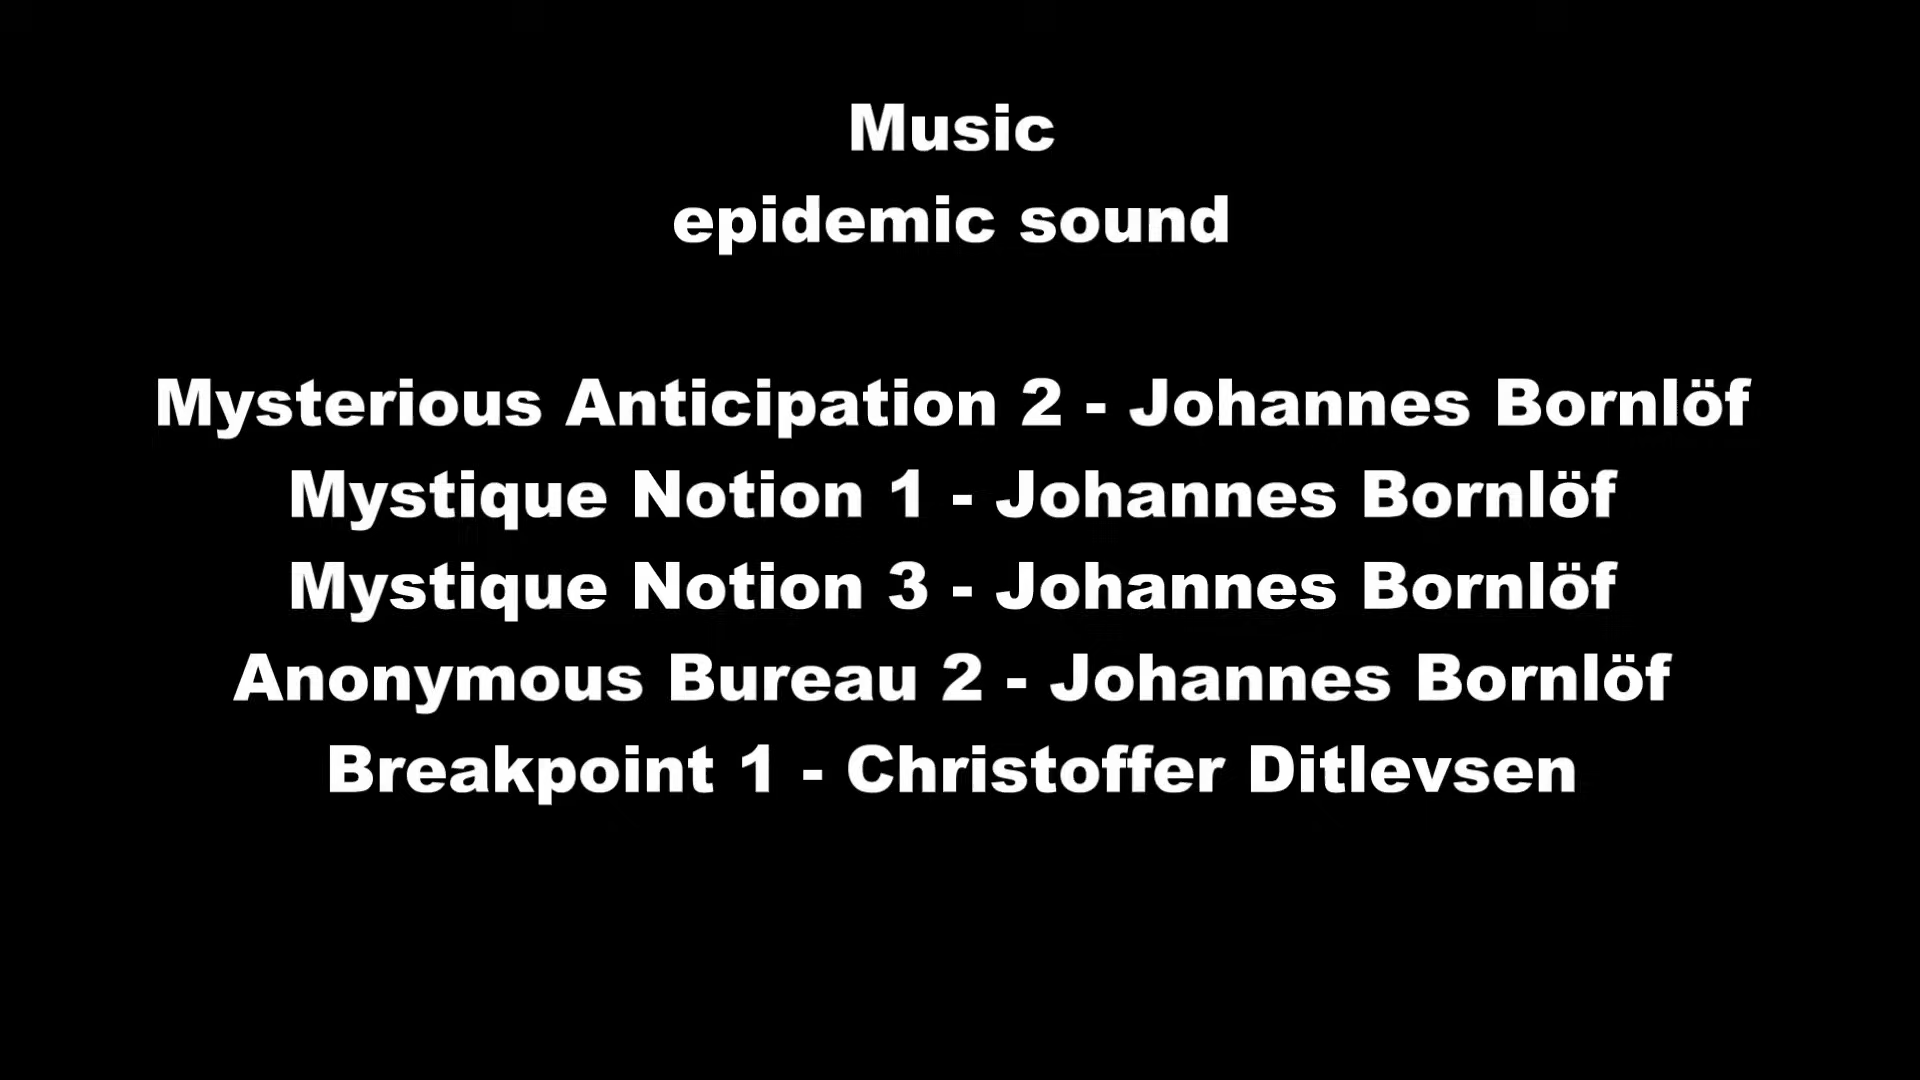 Music
epidemic sound
Mysterious Anticipation 2 - Johannes Bornlöf
Mystique Notion 1 - Johannes Bornlöf
Mystique Notion 3 - Johannes Bornlöf
Anonymous Bureau 2 - Johannes Bornlöf
Breakpoint 1 - Christoffer Ditlevsen